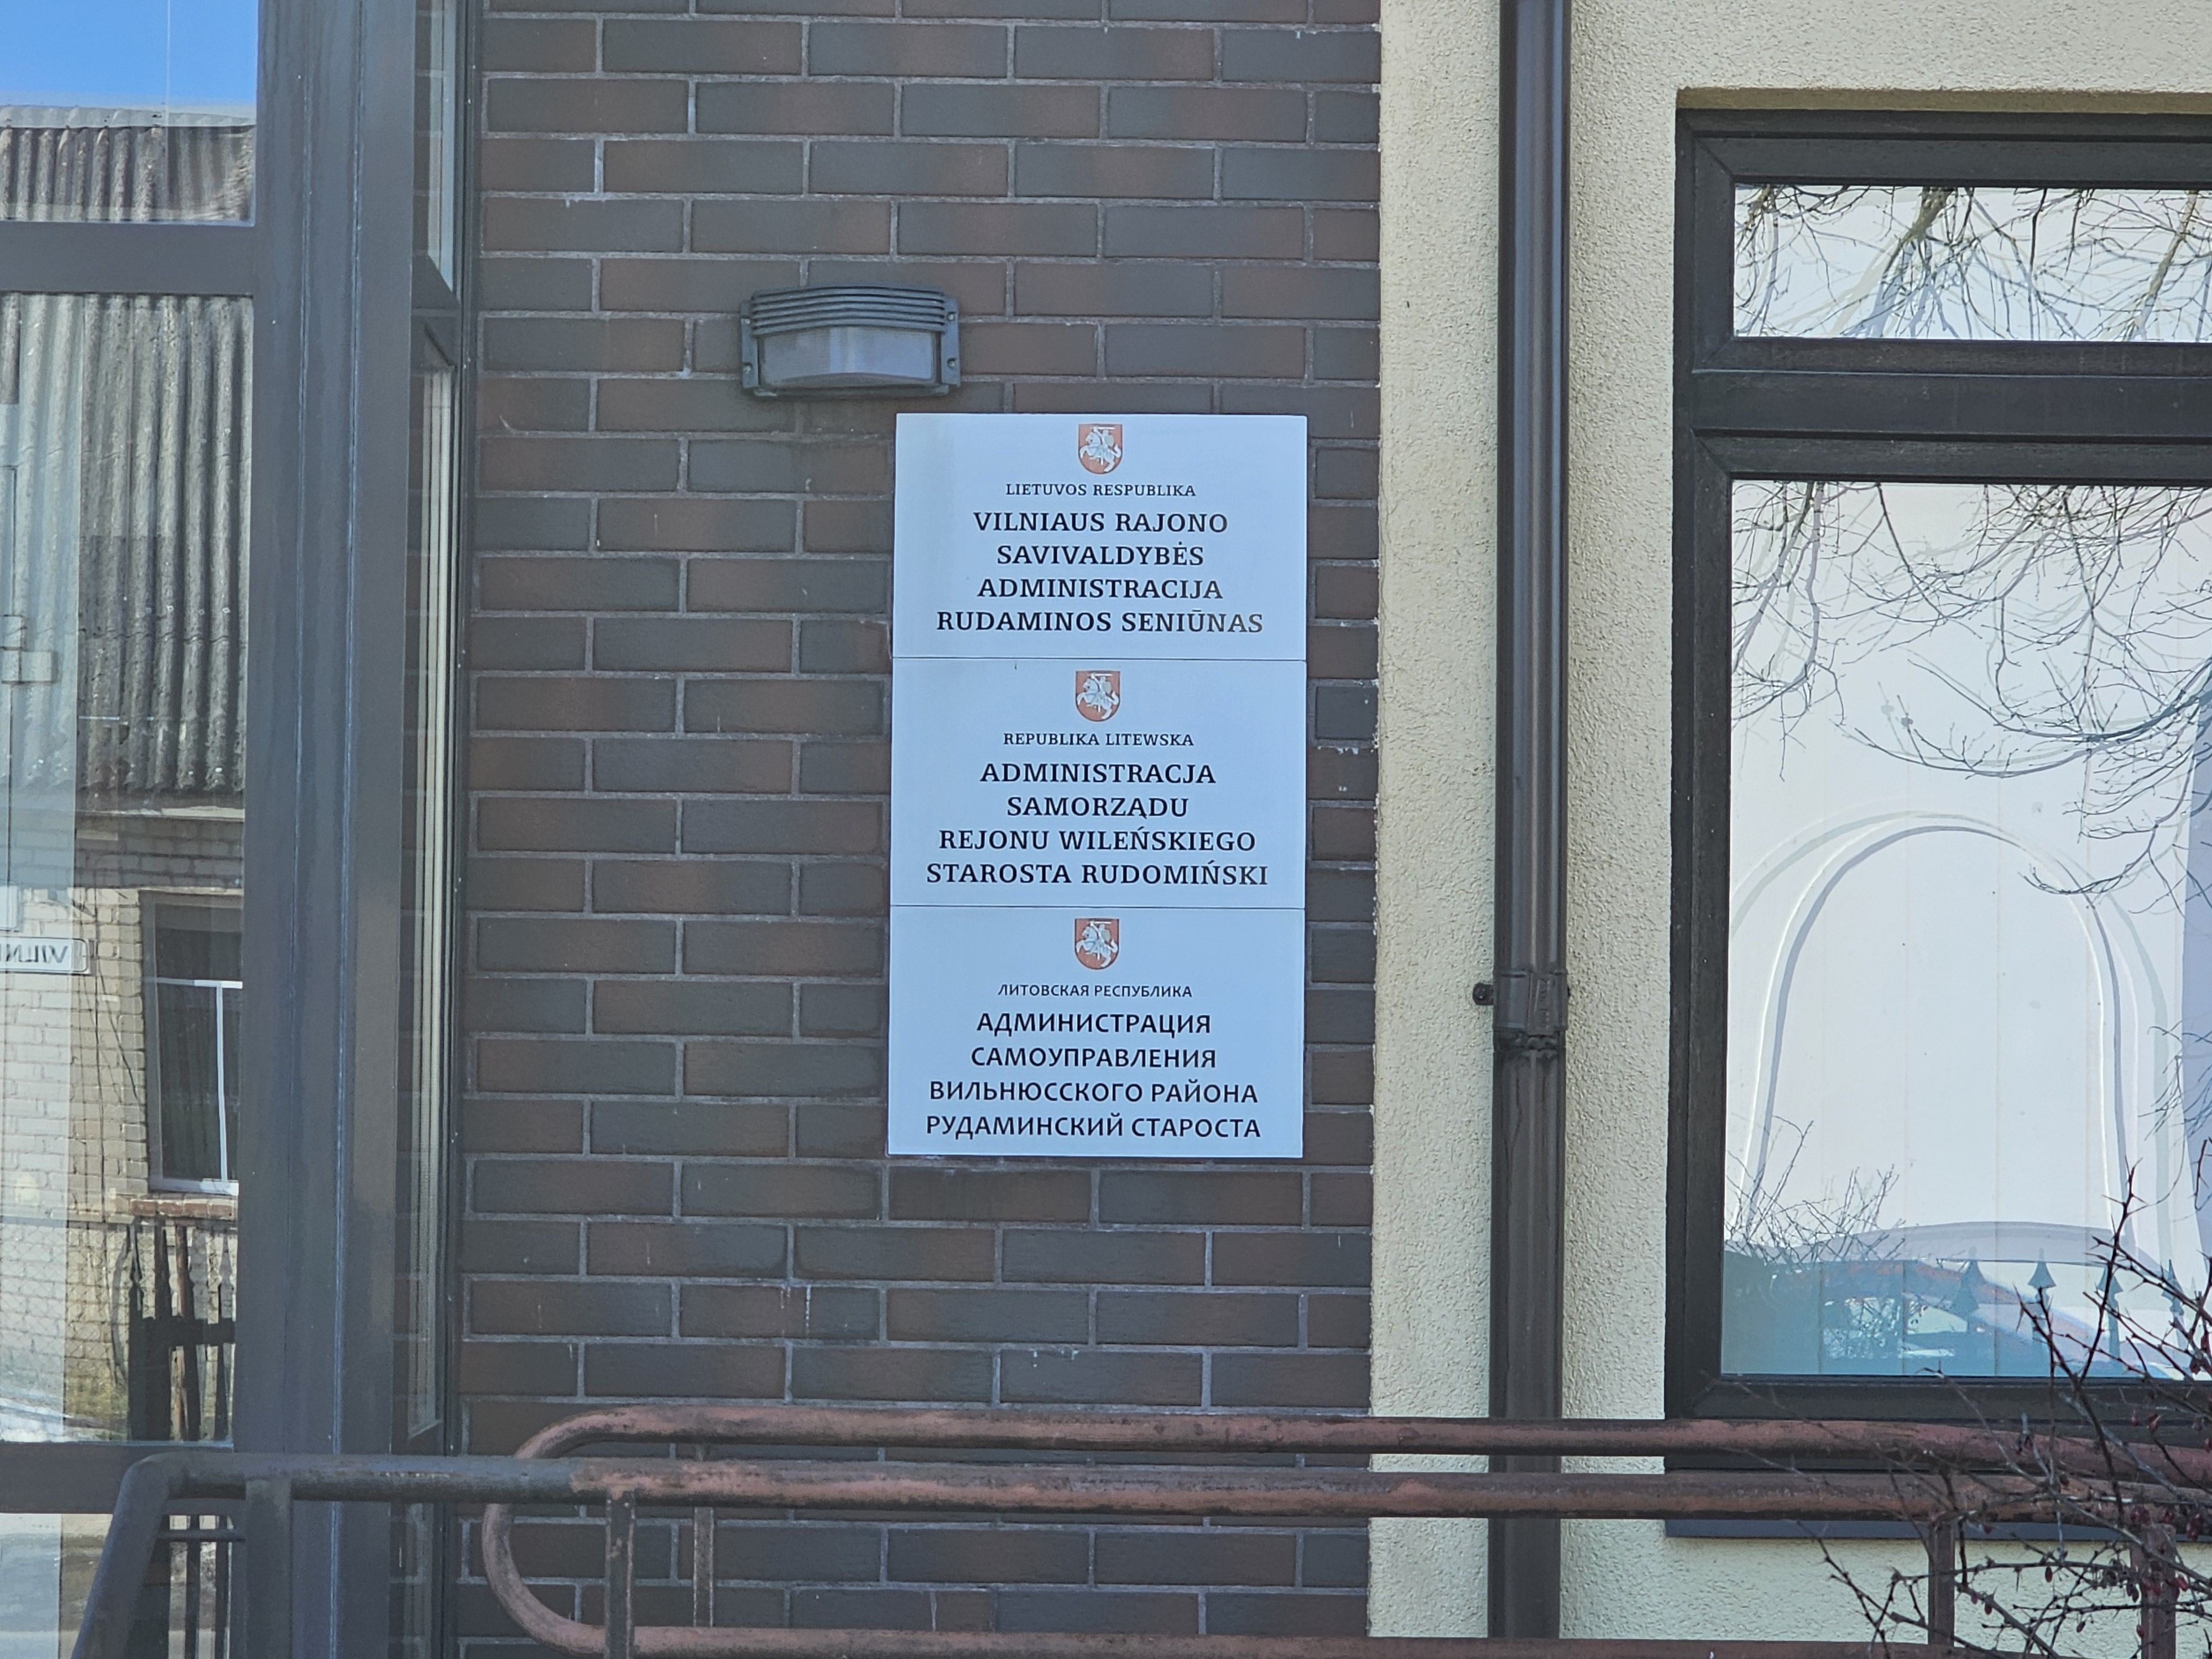 LIETUVOS RESPUBLIKA
VILNIAUS RAJONO
SAVIVALDYBĖS
ADMINISTRACIJA
RUDAMINOS SENIŪNAS
REPUBLIKA LITEWSKA
ADMINISTRACJA
SAMORZĄDU
REJONU WILEŃSKIEGO
STAROSTA RUDOMIŃSKI
ЛИТОВСКАЯ РЕСПУБЛИКА
АДМИНИСТРАЦИЯ
САМОУПРАВЛЕНИЯ
ВИЛЬНЮССКОГО РАЙОНА
РУДАМИНСКИЙ СТАРОСТА